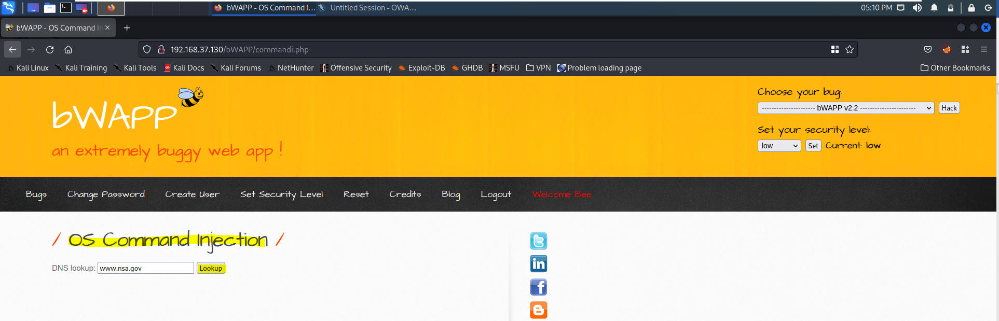 bWAPP - OS Command I... Untitled Session - OWA... 05:10 PM
bWAPP - OS Command In
192.168.37.130/bWAPP/commandi.php
Kali Linux Kali Training Kali Tools Kali Docs Kali Forums NetHunter Offensive Security Exploit-DB GHDB MSFU VPN Problem loading page Other Bookmarks
bWAPP
an extremely buggy web app !
Choose your bug:
---------------------- bWAPP v2.2 ----------------------- Hack
Set your security level:
low Set Current: low
Bugs Change Password Create User Set Security Level Reset Credits Blog Logout Welcome Bee
/ OS Command Injection /
DNS lookup: www.nsa.gov Lookup